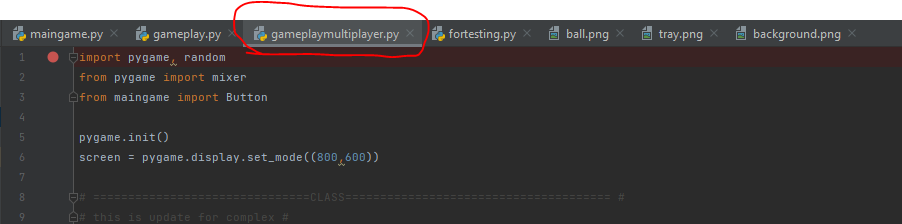 maingame.py gameplay.py gameplaymultiplayer.py fortesting.py ball.png tray.png background.png
1 import pygame, random
2 from pygame import mixer
3 from maingame import Button
4
5 pygame.init()
6 screen = pygame.display.set_mode((800,600))
7
8 # ===============================CLASS====================================== #
9 # this is update for complex #